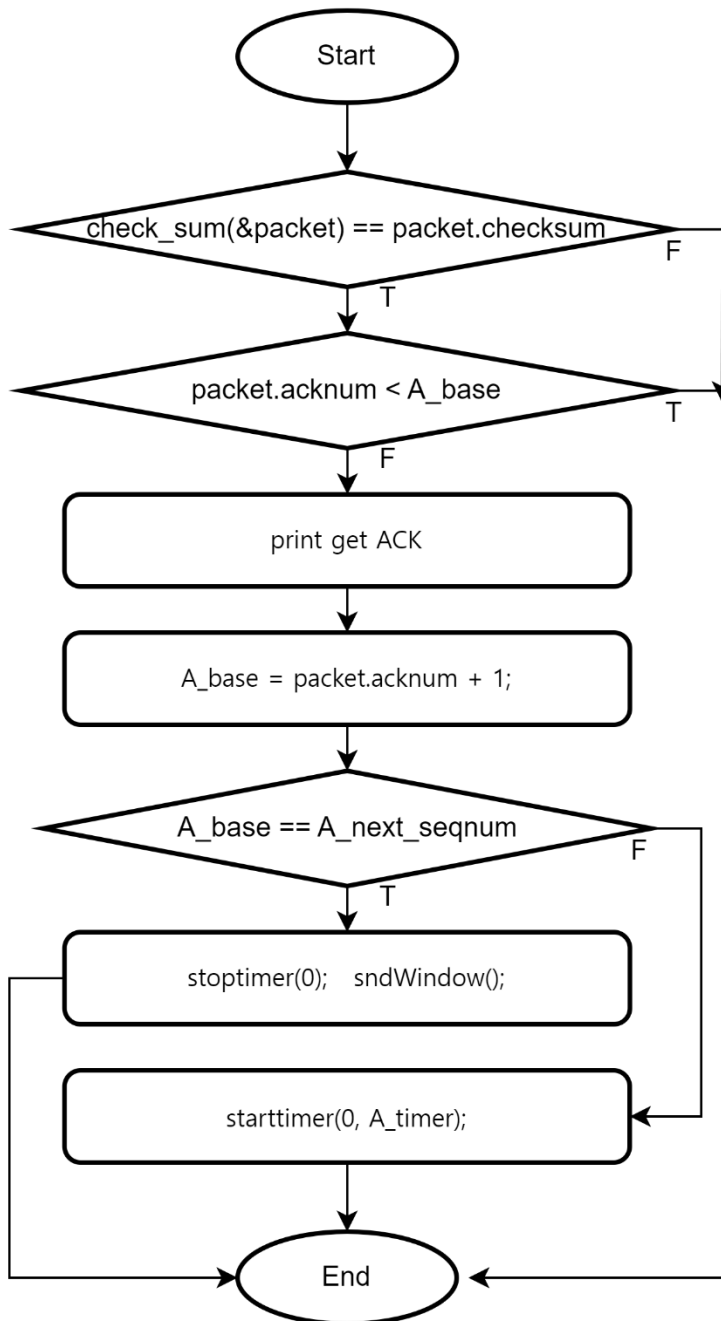 Start
check_sum(&packet) == packet.checksum
F
T
packet.acknum < A_base
T
F
print get ACK
A_base = packet.acknum + 1;
A_base == A_next_seqnum
F
T
stoptimer(0); sndWindow();
starttimer(0, A_timer);
End